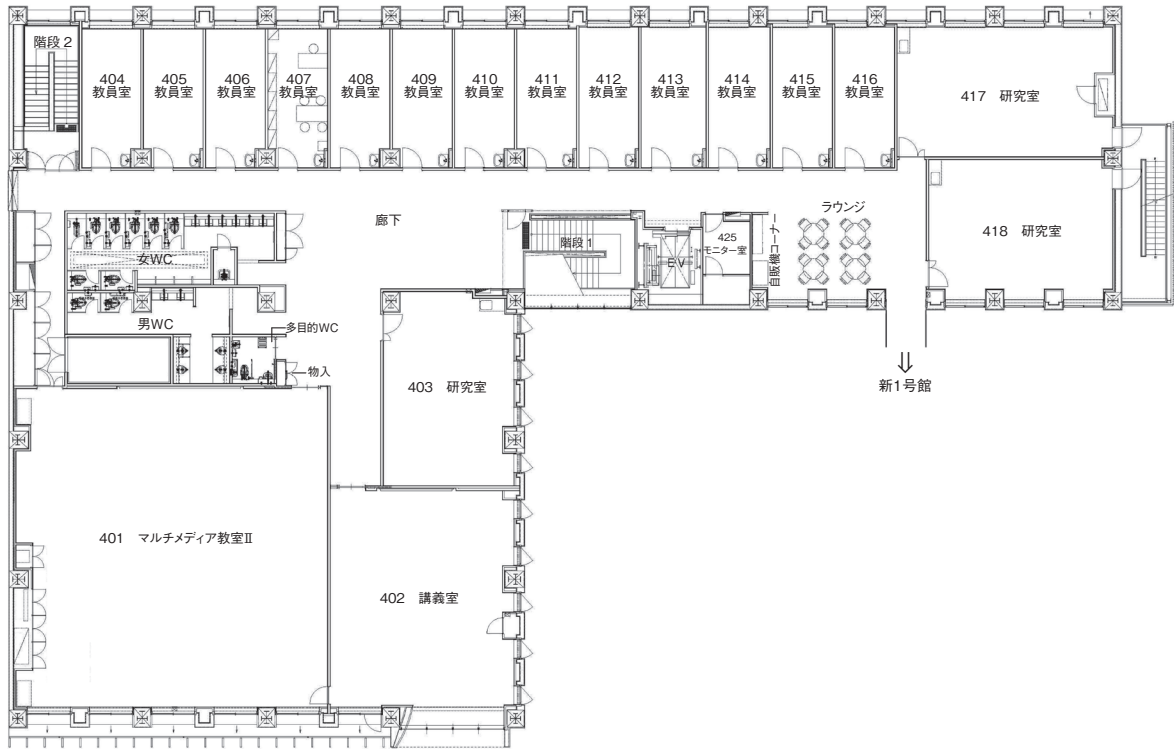 階段2
404
教員室
405
教員室
406
教員室
407
教員室
408
教員室
409
教員室
410
教員室
411
教員室
412
教員室
413
教員室
414
教員室
415
教員室
416
教員室
417 研究室
418 研究室
ラウンジ
自販機コーナー
425
モニター室
EV
階段1
廊下
女WC
男WC
多目的WC
物入
403 研究室
新1号館
401 マルチメディア教室Ⅱ
402 講義室